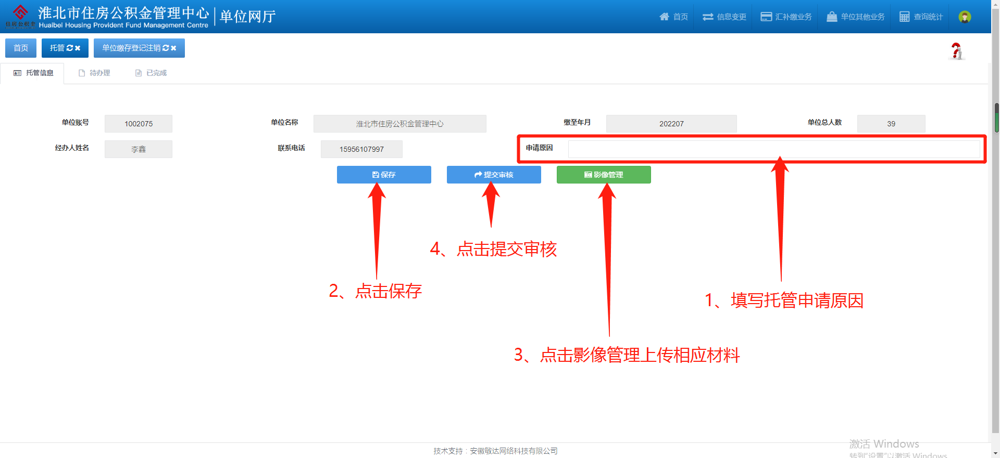 淮北市住房公积金管理中心 单位网厅
Huaibei Housing Provident Fund Management Centre
住房公积金
首页 信息变更 汇补缴业务 单位其他业务 查询统计
首页 托管 单位缴存登记注销
托管信息 待办理 已完成
单位账号 1002075 单位名称 淮北市住房公积金管理中心 缴至年月 202207 单位总人数 39
经办人姓名 李鑫 联系电话 15956107997 申请原因
保存 提交审核 影像管理
4、点击提交审核
2、点击保存
1、填写托管申请原因
3、点击影像管理上传相应材料
激活 Windows
转到"设置"以激活 Windows
技术支持：安徽敏达网络科技有限公司